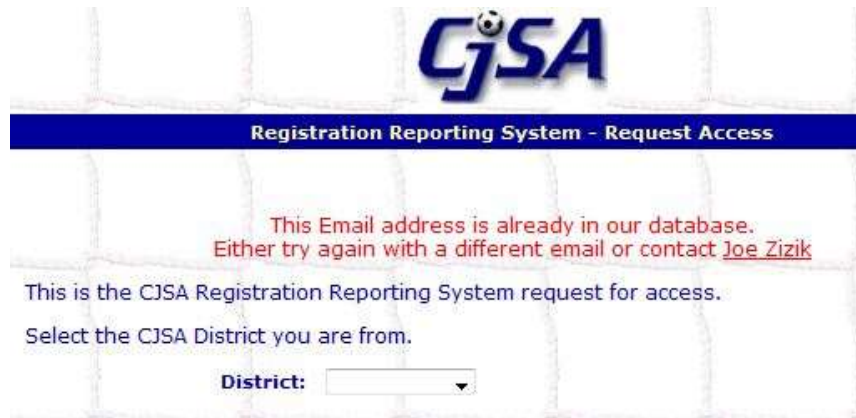 CjSA
Registration Reporting System - Request Access
This Email address is already in our database.
Either try again with a different email or contact Joe Zizik
This is the CJSA Registration Reporting System request for access.
Select the CJSA District you are from.
District: